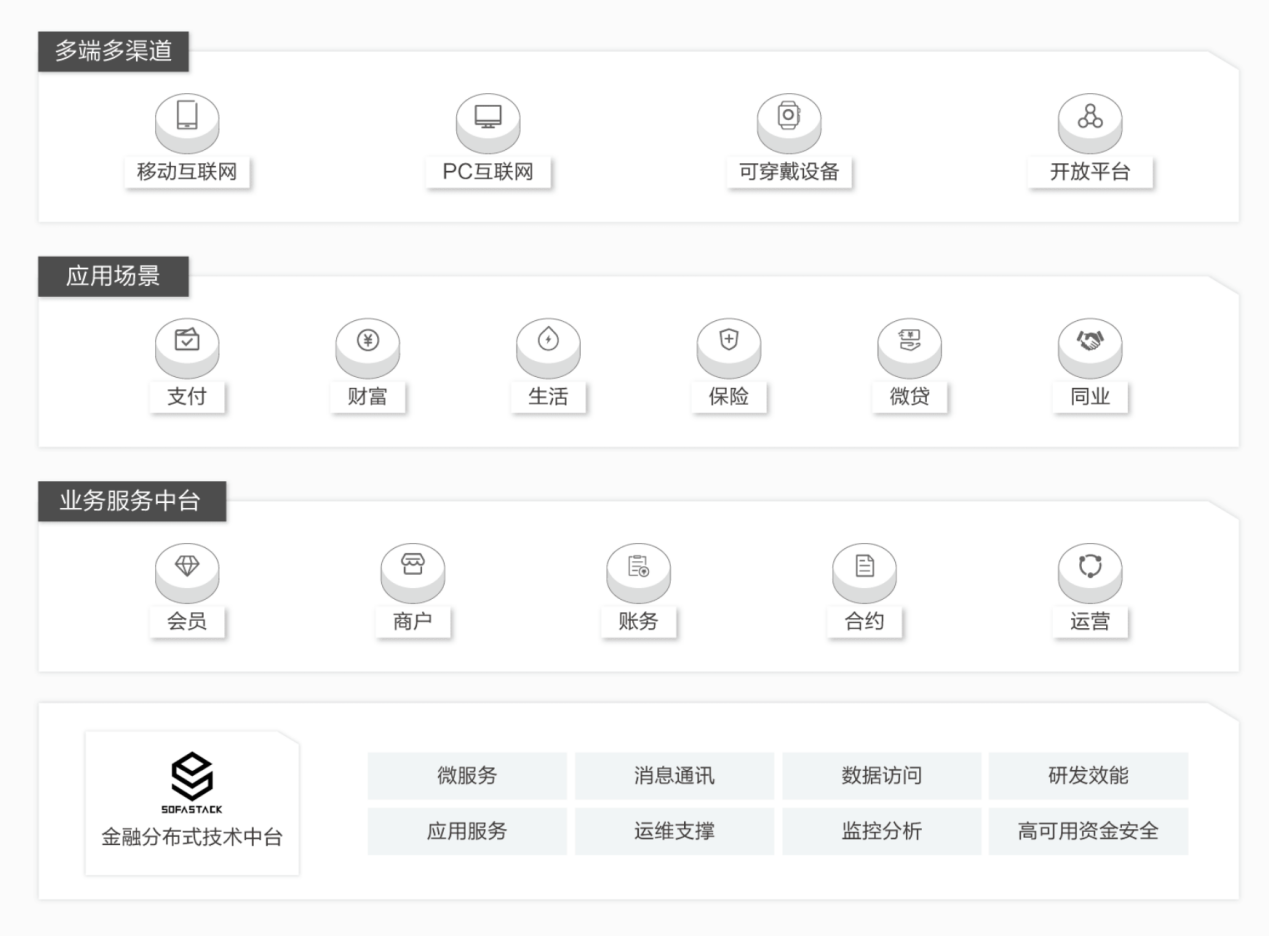 多端多渠道
移动互联网
PC互联网
可穿戴设备
开放平台
应用场景
支付
财富
生活
保险
微贷
同业
业务服务中台
会员
商户
账务
合约
运营
SOFASTACK
金融分布式技术中台
微服务
消息通讯
数据访问
研发效能
应用服务
运维支撑
监控分析
高可用资金安全